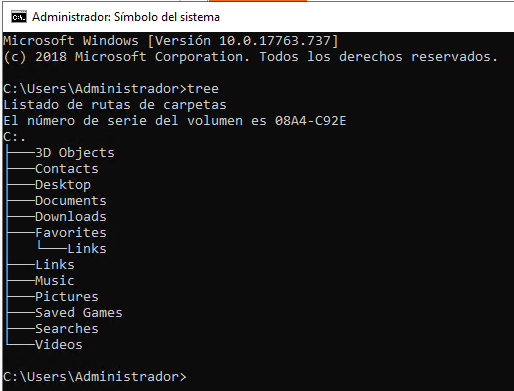 Administrador: Símbolo del sistema
Microsoft Windows [Versión 10.0.17763.737]
(c) 2018 Microsoft Corporation. Todos los derechos reservados.
C:\Users\Administrador>tree
Listado de rutas de carpetas
El número de serie del volumen es 08A4-C92E
C:.
├───3D Objects
├───Contacts
├───Desktop
├───Documents
├───Downloads
├───Favorites
│   └───Links
├───Links
├───Music
├───Pictures
├───Saved Games
├───Searches
└───Videos
C:\Users\Administrador>